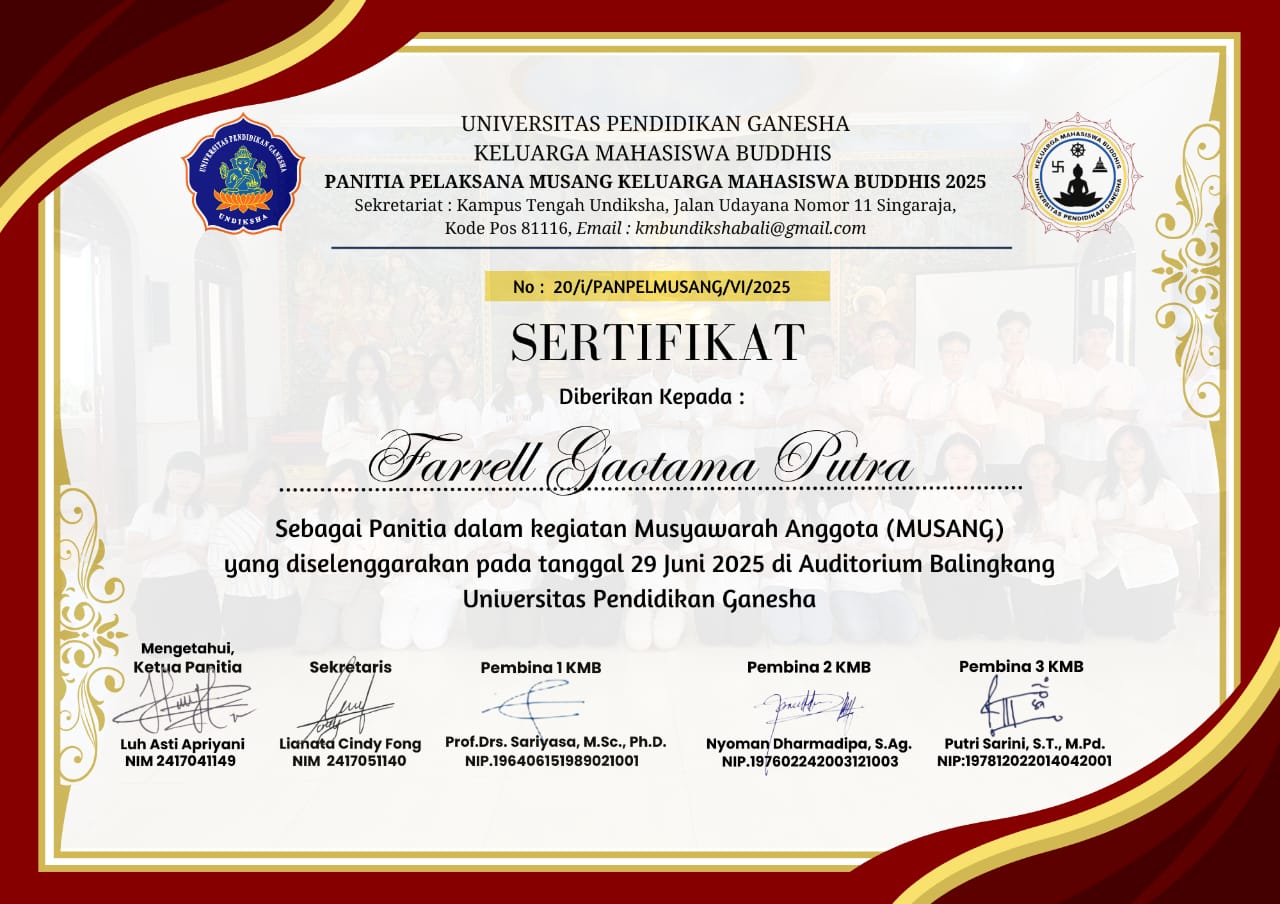 UNIVERSITAS PENDIDIKAN GANESHA
KELUARGA MAHASISWA BUDDHIS
PANITIA PELAKSANA MUSANG KELUARGA MAHASISWA BUDDHIS 2025
Sekretariat : Kampus Tengah Undiksha, Jalan Udayana Nomor 11 Singaraja,
Kode Pos 81116, Email : kmbundikshabali@gmail.com
UNIVERSITAS PENDIDIKAN GANESHA
UNDIKSHA
KELUARGA MAHASISWA BUDDHIS
UNIVERSITAS PENDIDIKAN GANESHA
No : 20/i/PANPELMUSANG/VI/2025
SERTIFIKAT
Diberikan Kepada :
Farrell Gaotama Putra
Sebagai Panitia dalam kegiatan Musyawarah Anggota (MUSANG)
yang diselenggarakan pada tanggal 29 Juni 2025 di Auditorium Balingkang
Universitas Pendidikan Ganesha
Mengetahui,
Ketua Panitia
Luh Asti Apriyani
NIM 2417041149
Sekretaris
Lianata Cindy Fong
NIM 2417051140
Pembina 1 KMB
Prof.Drs. Sariyasa, M.Sc., Ph.D.
NIP.196406151989021001
Pembina 2 KMB
Nyoman Dharmadipa, S.Ag.
NIP.197602242003121003
Pembina 3 KMB
Putri Sarini, S.T., M.Pd.
NIP:197812022014042001